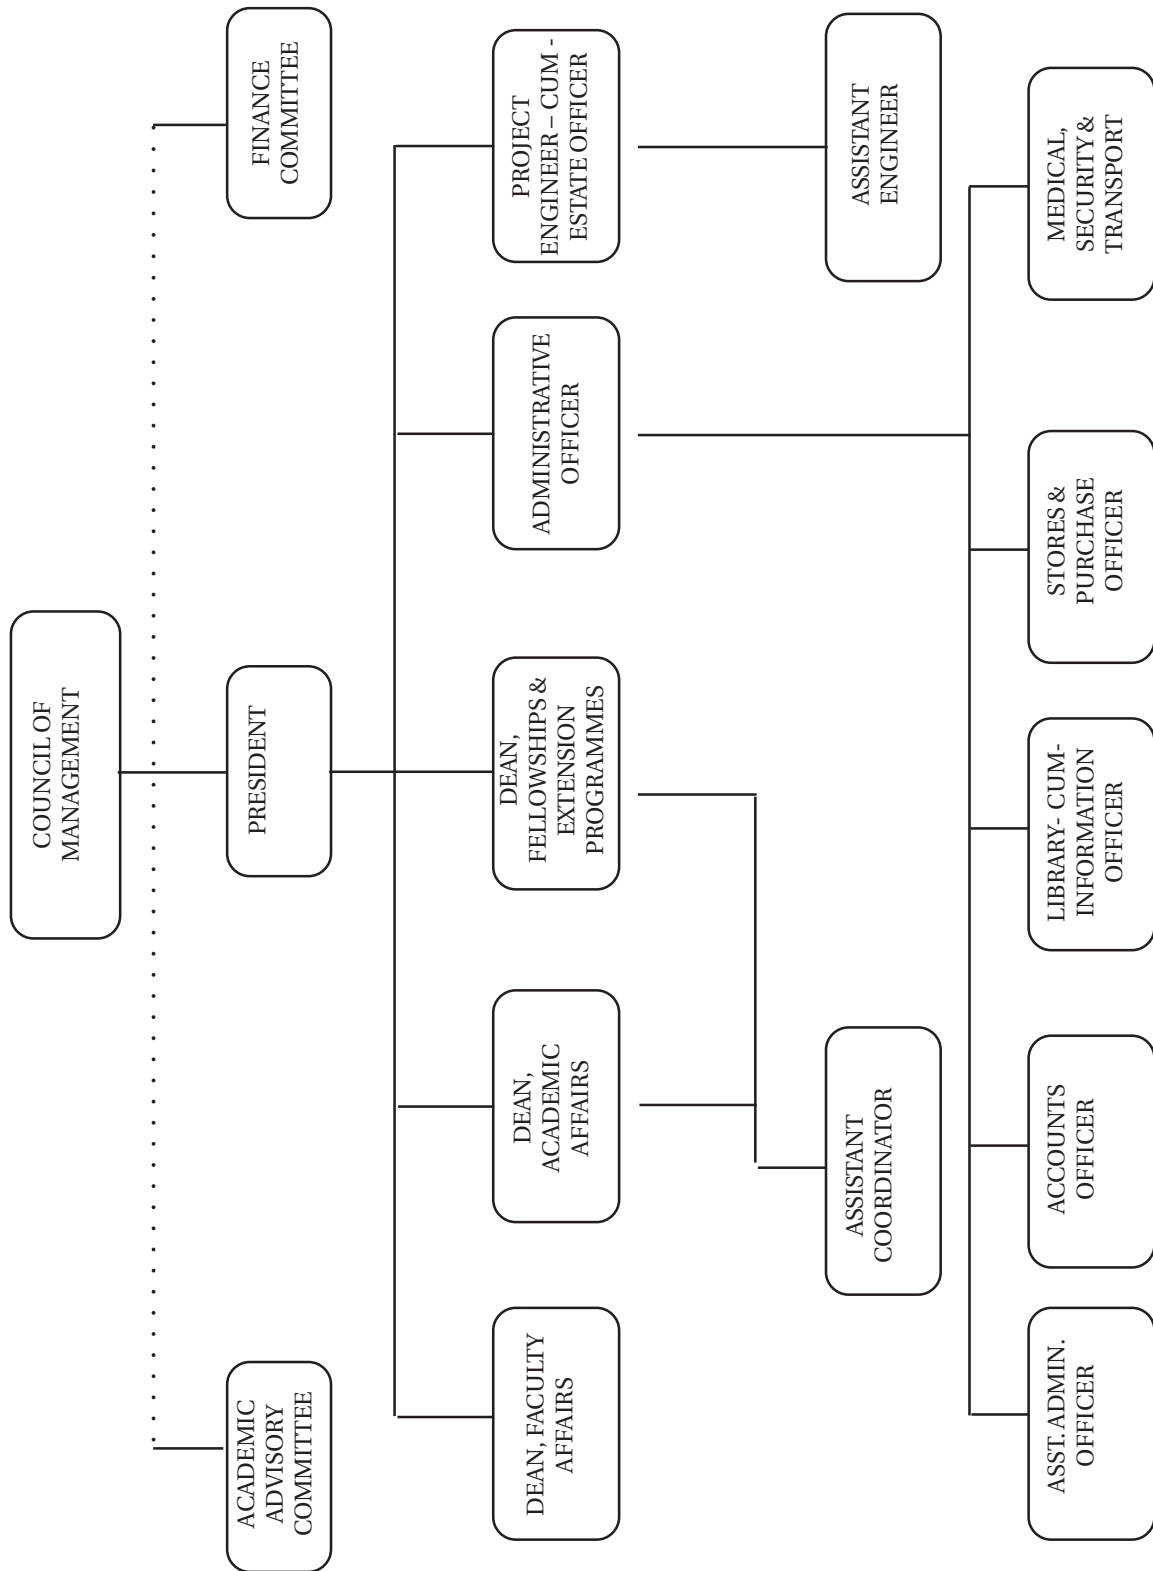 COUNCIL OF
MANAGEMENT
ACADEMIC
ADVISORY
COMMITTEE
PRESIDENT
FINANCE
COMMITTEE
DEAN, FACULTY
AFFAIRS
DEAN,
ACADEMIC
AFFAIRS
DEAN,
FELLOWSHIPS &
EXTENSION
PROGRAMMES
ADMINISTRATIVE
OFFICER
PROJECT
ENGINEER – CUM -
ESTATE OFFICER
ASSISTANT
COORDINATOR
ASSISTANT
ENGINEER
ASST. ADMIN.
OFFICER
ACCOUNTS
OFFICER
LIBRARY- CUM-
INFORMATION
OFFICER
STORES &
PURCHASE
OFFICER
MEDICAL,
SECURITY &
TRANSPORT